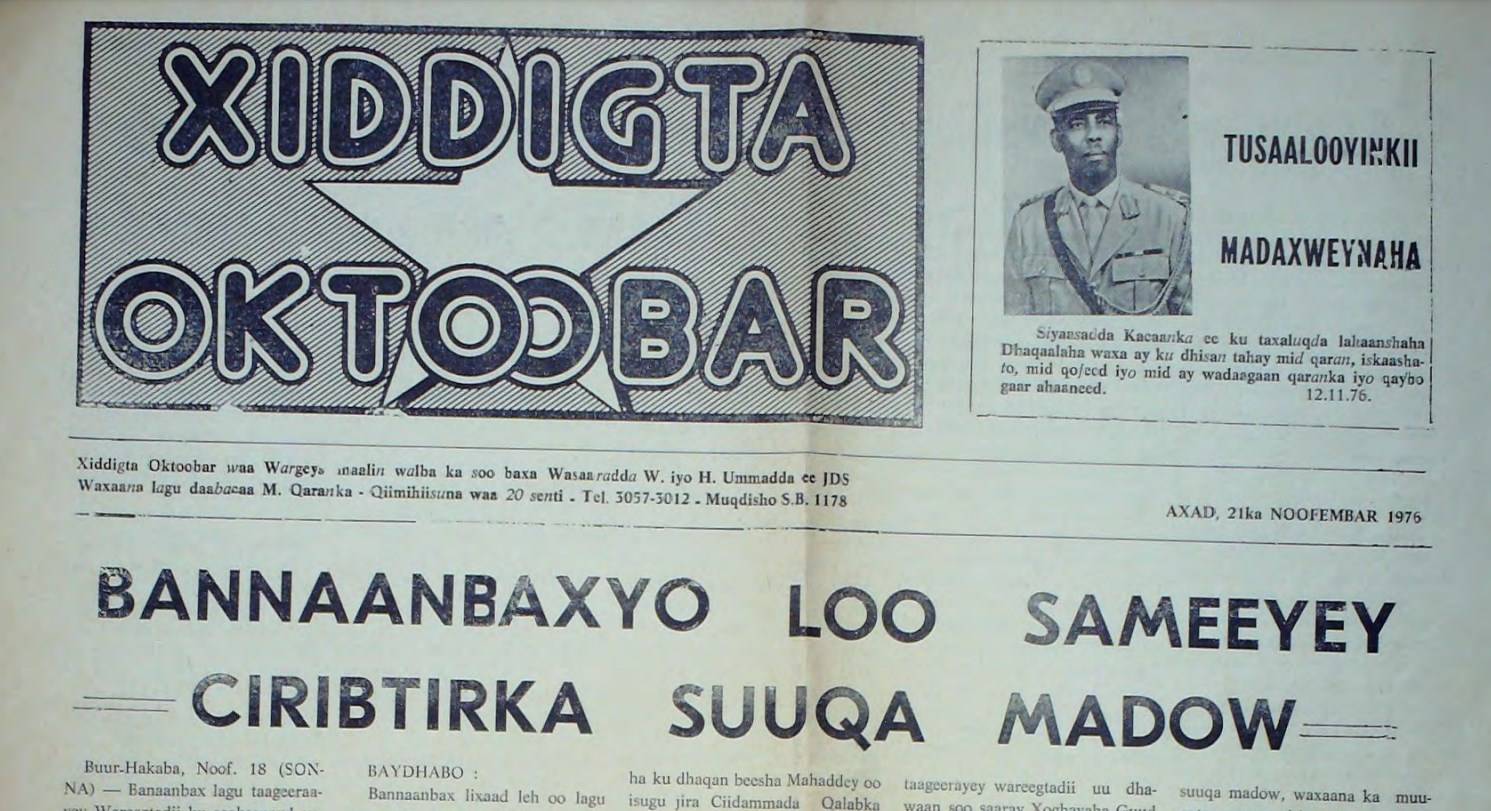 XIDDIGTA
OKTOOBAR
TUSAALOOYINKII
MADAXWEYNAHA
Siyaasadda Kacaanka ee ku taxaluqda laltaanshaha
Dhaqaalaha waxa ay ku dhisan tahay mid qaran, iskaasha-
to, mid qofeed iyo mid ay wadaagaan qaranka iyo qaybo
gaar ahaaneed. 12.11.76.
Xiddigta Oktoobar waa Wargeys maalin walba ka soo baxa Wasaaradda W. iyo H. Ummadda ee JDS
Waxaana lagu daabacaa M. Qaranka - Qiimihiisuna waa 20 senti - Tel. 3057-3012 - Muqdisho S.B. 1178
AXAD, 21ka NOOFEMBAR 1976
BANNAANBAXYO LOO SAMEEYEY
CIRIBTIRKA SUUQA MADOW
Buur-Hakaba, Noof. 18 (SON-
NA) — Banaanbax lagu taageeraa-
BAYDHABO :
Bannaanbax lixaad leh oo lagu
ha ku dhaqan beesha Mahaddey oo
isugu jira Ciidammada Qalabka
taageerayey wareegtadii uu dha-
waan soo saaray
suuqa madow, waxaana ka muu-